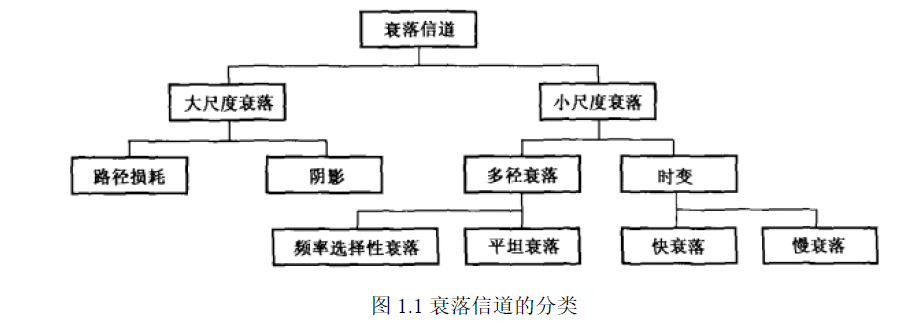 衰落信道
大尺度衰落 小尺度衰落
路径损耗 阴影 多径衰落 时变
频率选择性衰落 平坦衰落 快衰落 慢衰落
图 1.1 衰落信道的分类